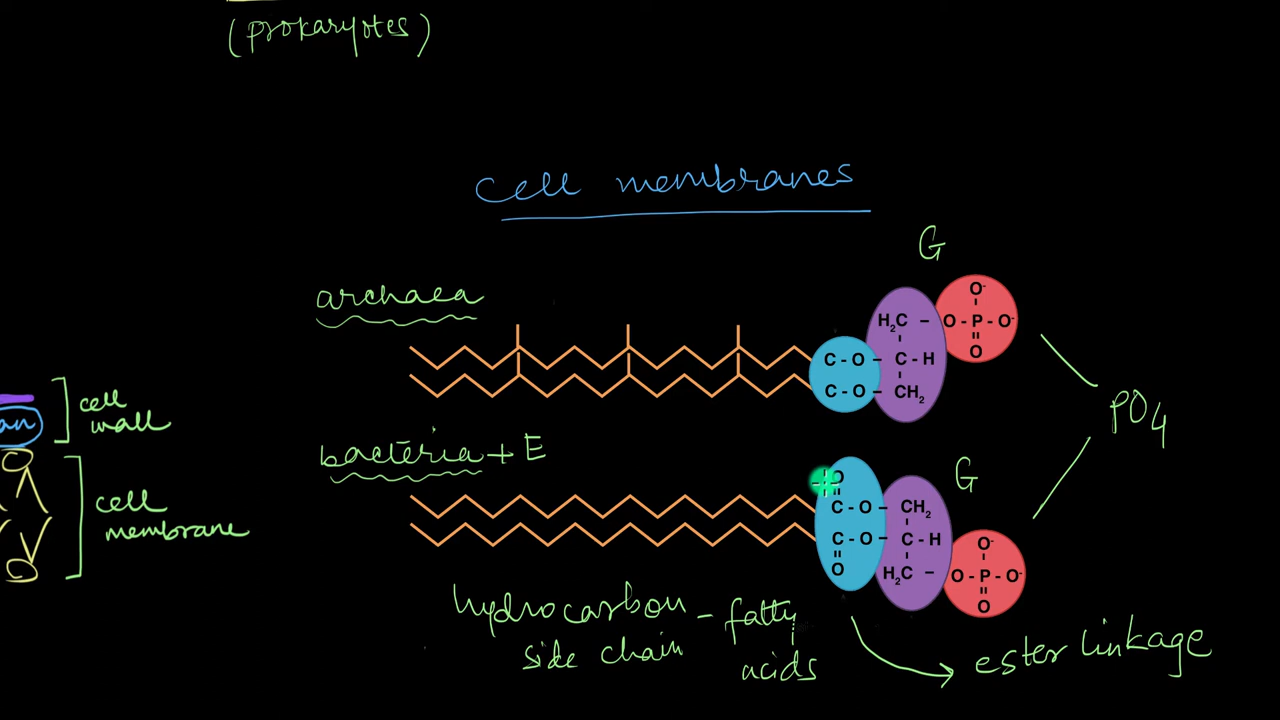 (prokaryotes)
cell membranes
G
archaea
O-
H2C - O - P - O-
O
C - O - C - H
C - O - CH2
an
cell
wall
PO4
bacteria + E
G
cell
membrane
O
C - O - CH2
C - O - C - H
O-
O
H2C - O - P - O-
O
hydrocarbon - fatty
side chain acids
ester linkage